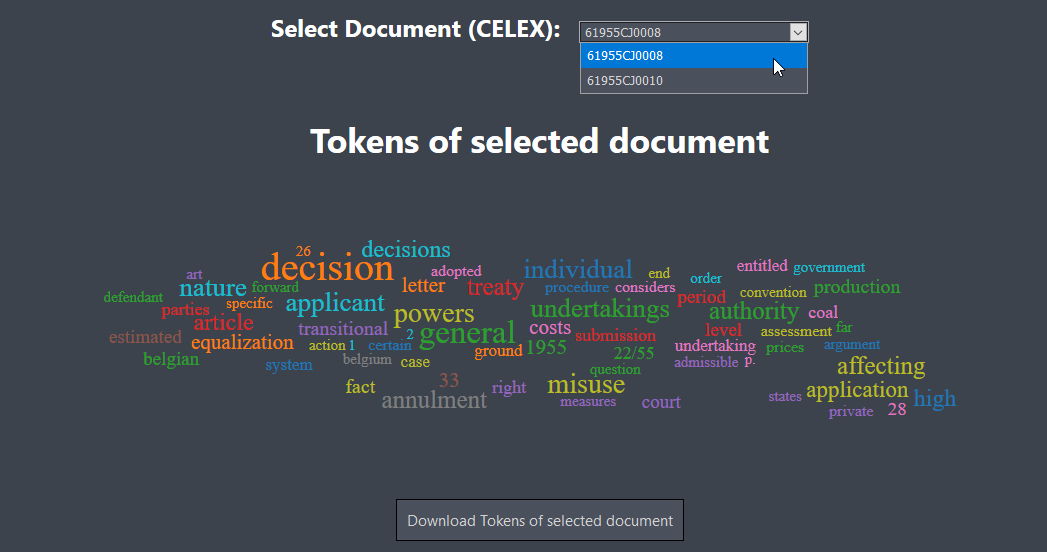 Select Document (CELEX): 61955CJ0008
61955CJ0008
61955CJ0010
Tokens of selected document
26 decisions
decision
art adopted individual end order entitled government
nature forward letter treaty procedure considers convention production
defendant specific applicant period
parties powers undertakings authority coal
article transitional general costs submission level assessment far
estimated equalization action 1 certain 2 ground 1955 22/55 undertaking prices argument
belgian system belgium case question admissible p. affecting
fact 33 right misuse application
annulment measures court states high
private 28
Download Tokens of selected document